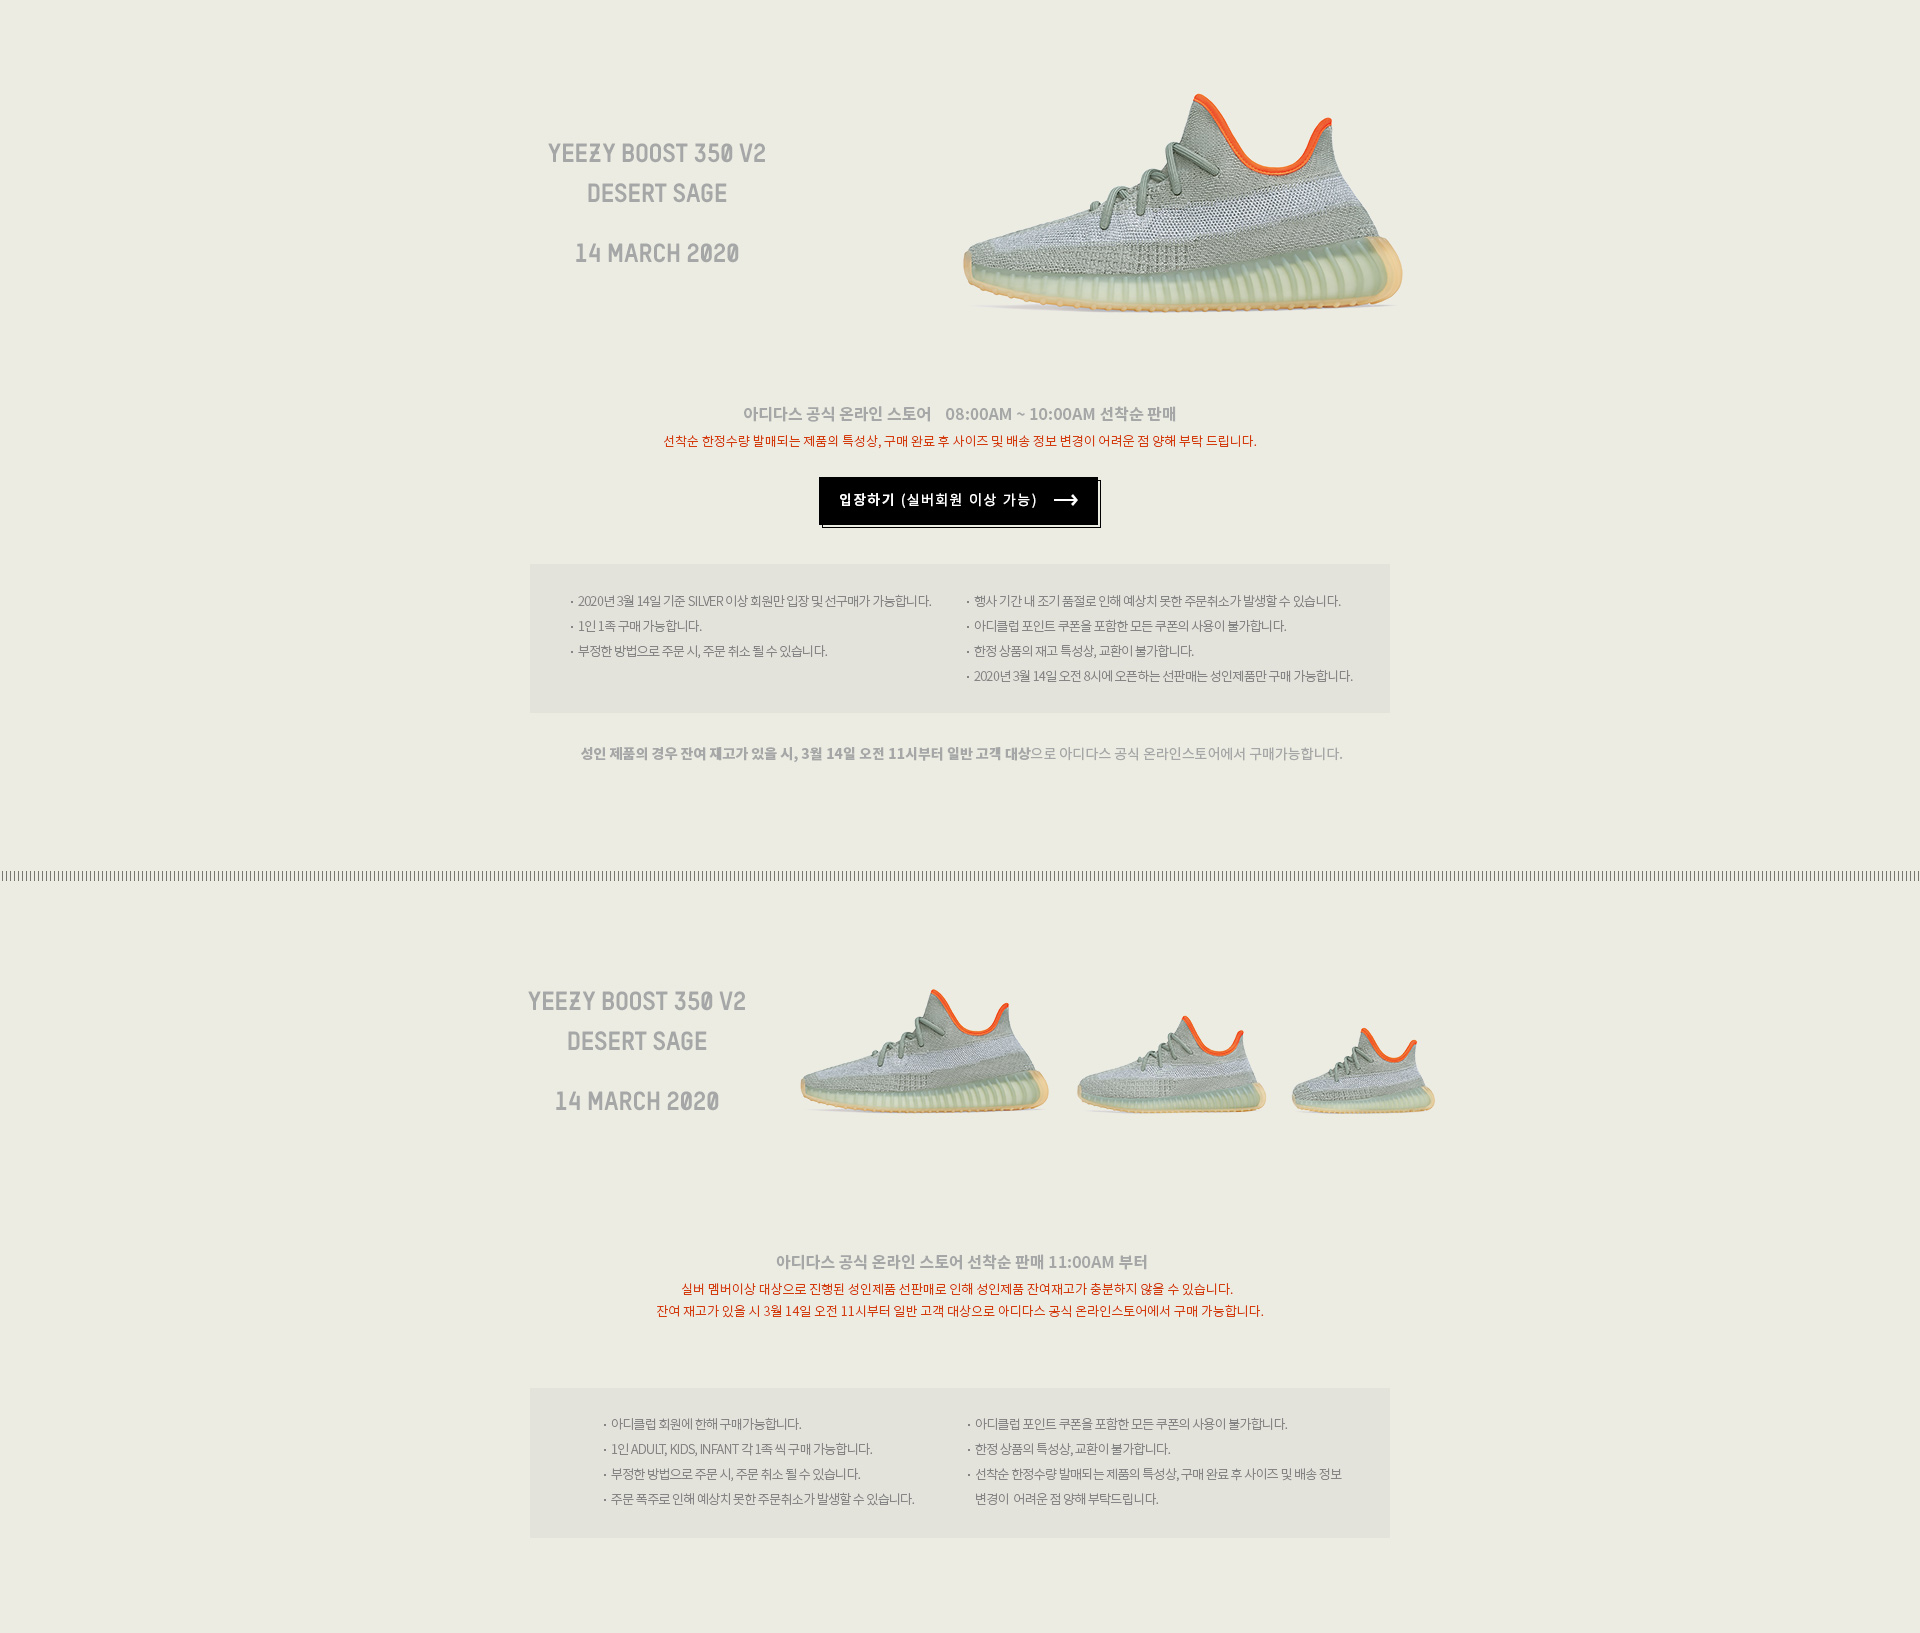 YEEZY BOOST 350 V2
DESERT SAGE
14 MARCH 2020
아디다스 공식 온라인 스토어 08:00AM ~ 10:00AM 선착순 판매
선착순 한정수량 발매되는 제품의 특성상, 구매 완료 후 사이즈 및 배송 정보 변경이 어려운 점 양해 부탁 드립니다.
입장하기 (실버회원 이상 가능) →
· 2020년 3월 14일 기준 SILVER 이상 회원만 입장 및 선구매가 가능합니다.
· 1인 1족 구매 가능합니다.
· 부정한 방법으로 주문 시, 주문 취소 될 수 있습니다.
· 행사 기간 내 조기 품절로 인해 예상치 못한 주문취소가 발생할 수 있습니다.
· 아디클럽 포인트 쿠폰을 포함한 모든 쿠폰의 사용이 불가합니다.
· 한정 상품의 재고 특성상, 교환이 불가합니다.
· 2020년 3월 14일 오전 8시에 오픈하는 선판매는 성인제품만 구매 가능합니다.
성인 제품의 경우 잔여 재고가 있을 시, 3월 14일 오전 11시부터 일반 고객 대상으로 아디다스 공식 온라인스토어에서 구매가능합니다.
YEEZY BOOST 350 V2
DESERT SAGE
14 MARCH 2020
아디다스 공식 온라인 스토어 선착순 판매 11:00AM 부터
실버 멤버이상 대상으로 진행된 성인제품 선판매로 인해 성인제품 잔여재고가 충분하지 않을 수 있습니다.
잔여 재고가 있을 시 3월 14일 오전 11시부터 일반 고객 대상으로 아디다스 공식 온라인스토어에서 구매 가능합니다.
· 아디클럽 회원에 한해 구매가능합니다.
· 1인 ADULT, KIDS, INFANT 각 1족 씩 구매 가능합니다.
· 부정한 방법으로 주문 시, 주문 취소 될 수 있습니다.
· 주문 폭주로 인해 예상치 못한 주문취소가 발생할 수 있습니다.
· 아디클럽 포인트 쿠폰을 포함한 모든 쿠폰의 사용이 불가합니다.
· 한정 상품의 특성상, 교환이 불가합니다.
· 선착순 한정수량 발매되는 제품의 특성상, 구매 완료 후 사이즈 및 배송 정보
변경이 어려운 점 양해 부탁드립니다.